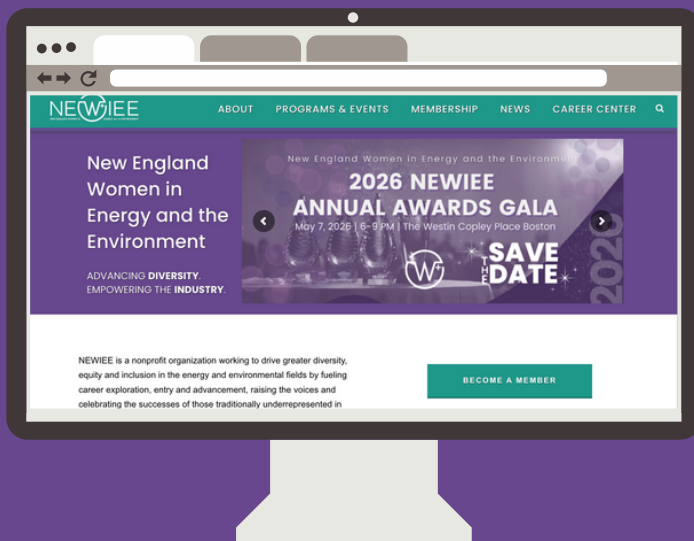 NEWIEE
ABOUT PROGRAMS & EVENTS MEMBERSHIP NEWS CAREER CENTER
New England
Women in
Energy and the
Environment
ADVANCING DIVERSITY.
EMPOWERING THE INDUSTRY.
New England Women in Energy and the Environment
2026 NEWIEE
ANNUAL AWARDS GALA
May 7, 2026 | 6-9 PM | The Westin Copley Place Boston
W
SAVE
THE
DATE
2026
NEWIEE is a nonprofit organization working to drive greater diversity,
equity and inclusion in the energy and environmental fields by fueling
career exploration, entry and advancement, raising the voices and
celebrating the successes of those traditionally underrepresented in
BECOME A MEMBER